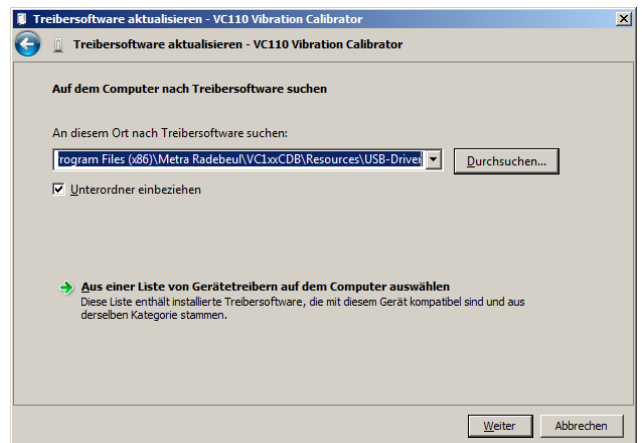 Treibersoftware aktualisieren - VC110 Vibration Calibrator
Treibersoftware aktualisieren - VC110 Vibration Calibrator
Auf dem Computer nach Treibersoftware suchen
An diesem Ort nach Treibersoftware suchen:
rogram Files (x86)\Metra Radebeul\VC1xxCDB\Resources\USB-Driver
Durchsuchen...
Unterordner einbeziehen
Aus einer Liste von Gerätetreibern auf dem Computer auswählen
Diese Liste enthält installierte Treibersoftware, die mit diesem Gerät kompatibel sind und aus
derselben Kategorie stammen.
Weiter
Abbrechen